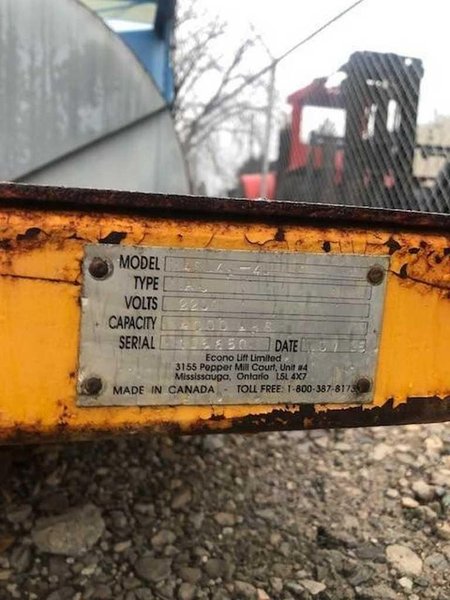 MODEL
TYPE
VOLTS
CAPACITY
SERIAL DATE
Econo Lift Limited
3155 Pepper Mill Court, Unit #4
Mississauga, Ontario L5L 4X7
MADE IN CANADA - TOLL FREE: 1-800-387-8173